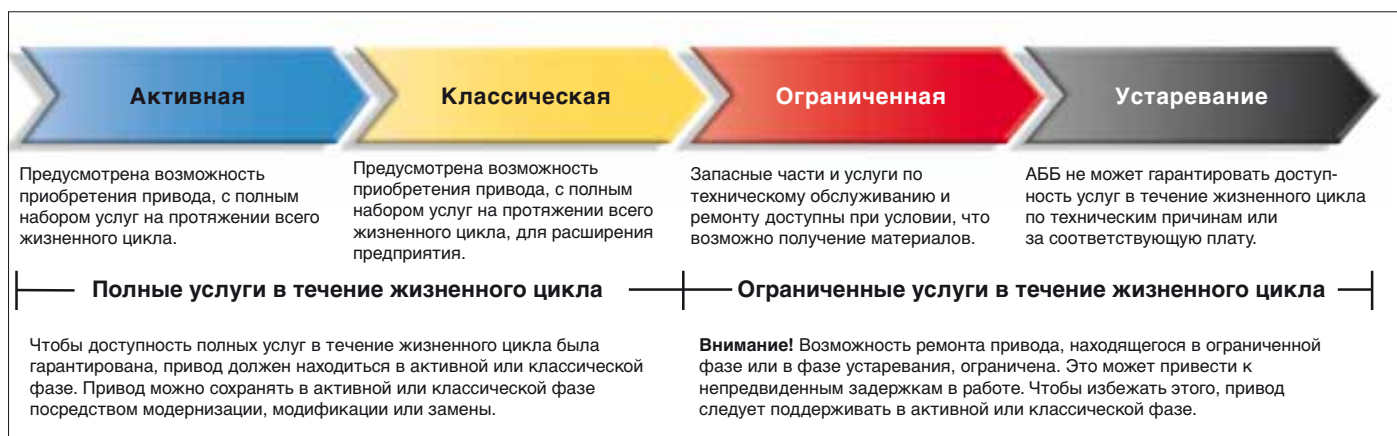 Активная
Классическая
Ограниченная
Устаревание
Предусмотрена возможность
приобретения привода, с полным
набором услуг на протяжении всего
жизненного цикла.
Предусмотрена возможность
приобретения привода, с полным
набором услуг на протяжении всего
жизненного цикла, для расширения
предприятия.
Запасные части и услуги по
техническому обслуживанию и
ремонту доступны при условии, что
возможно получение материалов.
АББ не может гарантировать доступ-
ность услуг в течение жизненного цикла
по техническим причинам или
за соответствующую плату.
Полные услуги в течение жизненного цикла
Ограниченные услуги в течение жизненного цикла
Чтобы доступность полных услуг в течение жизненного цикла была
гарантирована, привод должен находиться в активной или классической
фазе. Привод можно сохранять в активной или классической фазе
посредством модернизации, модификации или замены.
Внимание! Возможность ремонта привода, находящегося в ограниченной
фазе или в фазе устаревания, ограничена. Это может привести к
непредвиденным задержкам в работе. Чтобы избежать этого, привод
следует поддерживать в активной или классической фазе.